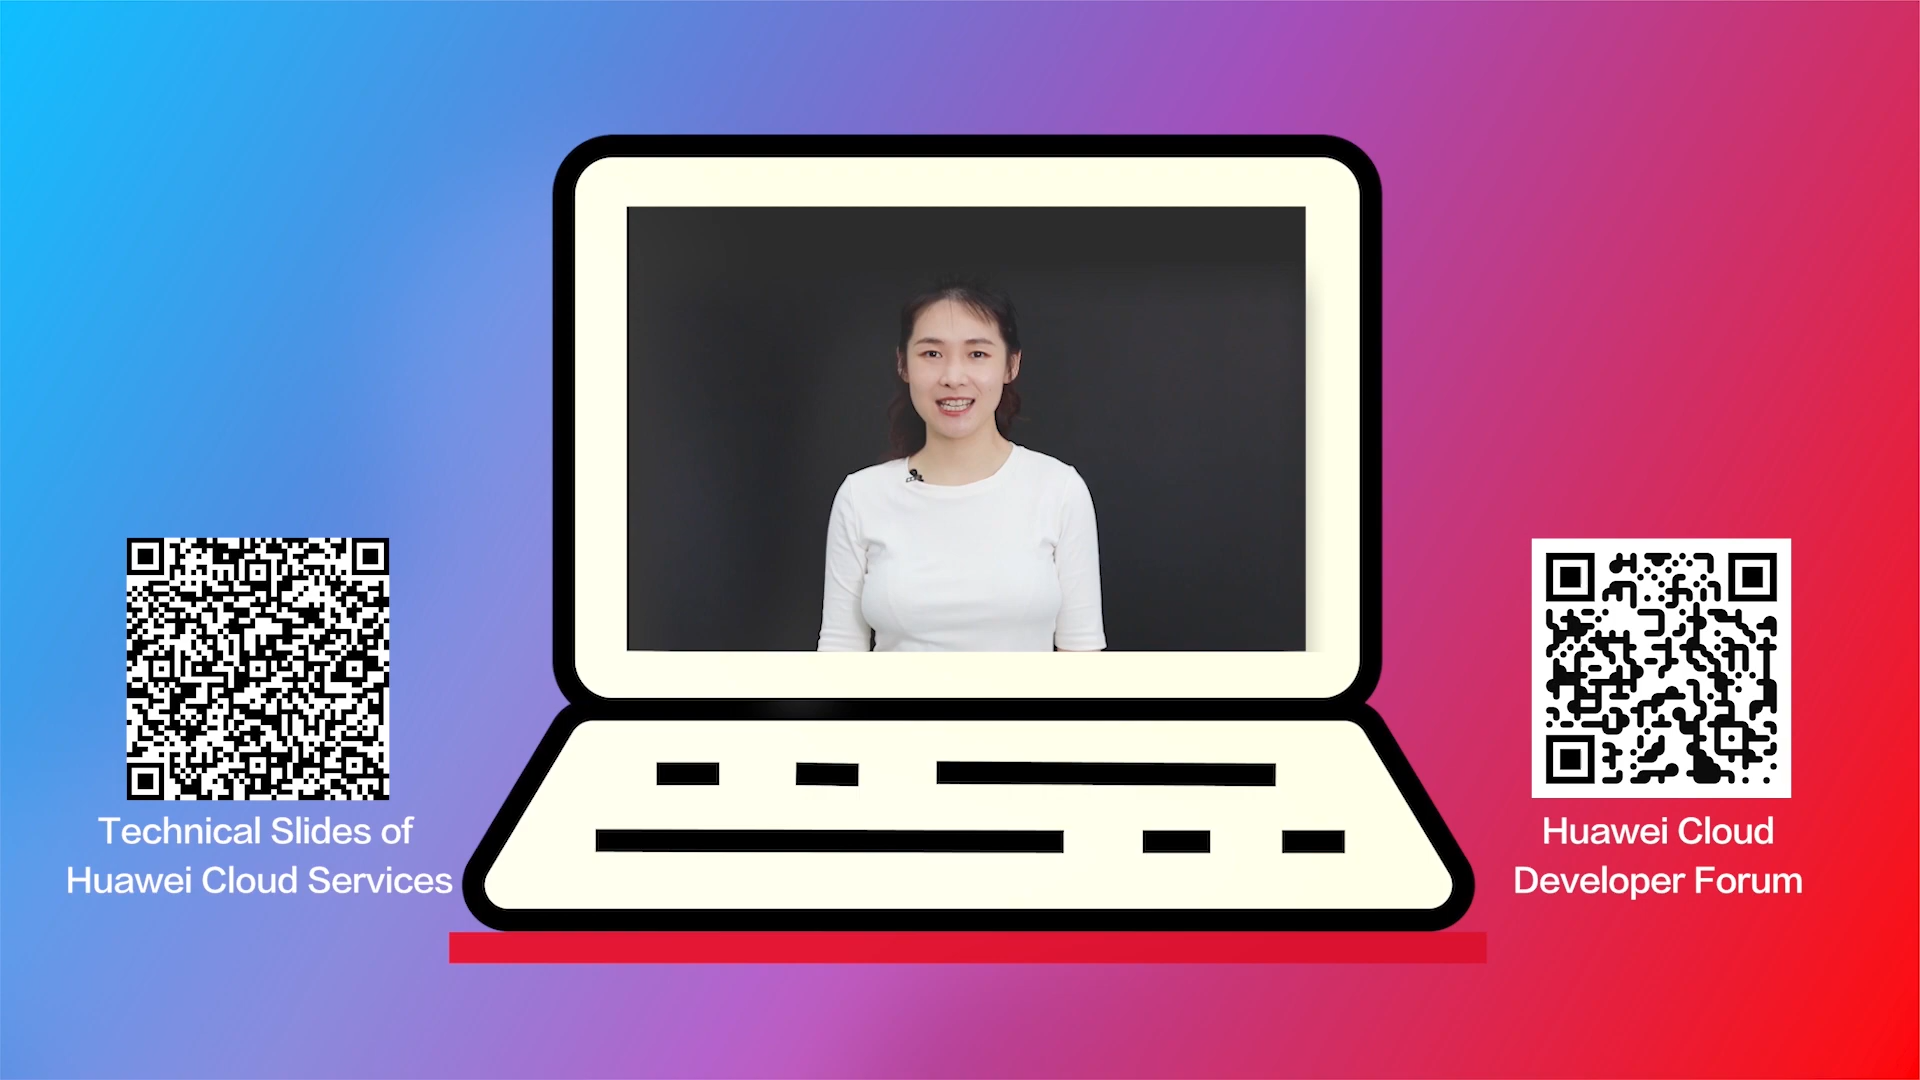 Technical Slides of
Huawei Cloud Services
Huawei Cloud
Developer Forum